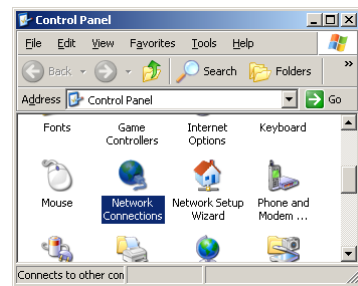 Control Panel
File Edit View Favorites Tools Help
Back Search Folders »
Address Control Panel Go
Fonts Game Controllers Internet Options Keyboard
Mouse Network Connections Network Setup Wizard Phone and Modem ...
Connects to other con